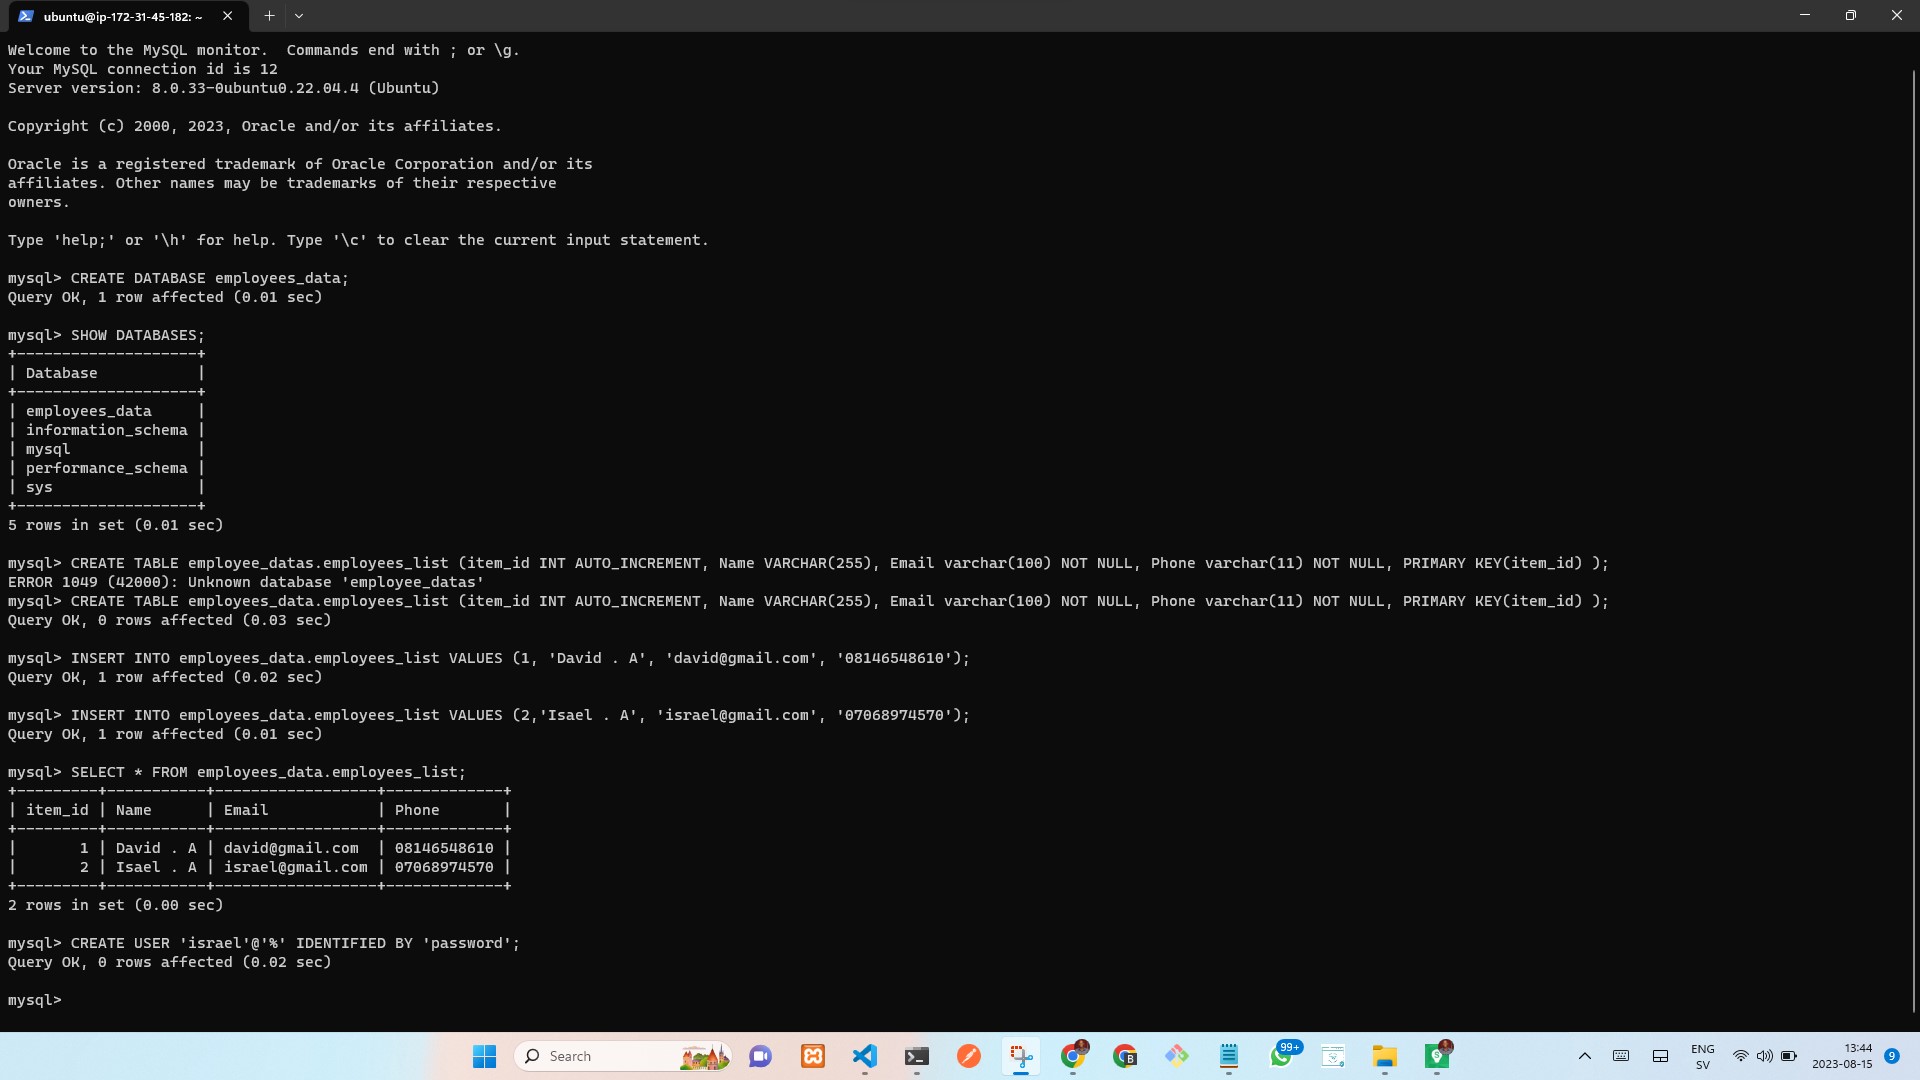 ubuntu@ip-172-31-45-182: ~
Welcome to the MySQL monitor.  Commands end with ; or \g.
Your MySQL connection id is 12
Server version: 8.0.33-0ubuntu0.22.04.4 (Ubuntu)
Copyright (c) 2000, 2023, Oracle and/or its affiliates.
Oracle is a registered trademark of Oracle Corporation and/or its
affiliates. Other names may be trademarks of their respective
owners.
Type 'help;' or '\h' for help. Type '\c' to clear the current input statement.
mysql> CREATE DATABASE employees_data;
Query OK, 1 row affected (0.01 sec)
mysql> SHOW DATABASES;
+--------------------+
| Database           |
+--------------------+
| employees_data     |
| information_schema |
| mysql              |
| performance_schema |
| sys                |
+--------------------+
5 rows in set (0.01 sec)
mysql> CREATE TABLE employee_datas.employees_list (item_id INT AUTO_INCREMENT, Name VARCHAR(255), Email varchar(100) NOT NULL, Phone varchar(11) NOT NULL, PRIMARY KEY(item_id) );
ERROR 1049 (42000): Unknown database 'employee_datas'
mysql> CREATE TABLE employees_data.employees_list (item_id INT AUTO_INCREMENT, Name VARCHAR(255), Email varchar(100) NOT NULL, Phone varchar(11) NOT NULL, PRIMARY KEY(item_id) );
Query OK, 0 rows affected (0.03 sec)
mysql> INSERT INTO employees_data.employees_list VALUES (1, 'David . A', 'david@gmail.com', '08146548610');
Query OK, 1 row affected (0.02 sec)
mysql> INSERT INTO employees_data.employees_list VALUES (2,'Isael . A', 'israel@gmail.com', '07068974570');
Query OK, 1 row affected (0.01 sec)
mysql> SELECT * FROM employees_data.employees_list;
+---------+-----------+------------------+-------------+
| item_id | Name      | Email            | Phone       |
+---------+-----------+------------------+-------------+
|       1 | David . A | david@gmail.com  | 08146548610 |
|       2 | Isael . A | israel@gmail.com | 07068974570 |
+---------+-----------+------------------+-------------+
2 rows in set (0.00 sec)
mysql> CREATE USER 'israel'@'%' IDENTIFIED BY 'password';
Query OK, 0 rows affected (0.02 sec)
mysql>
Search
B
99+
ENG
SV
13:44
2023-08-15
9